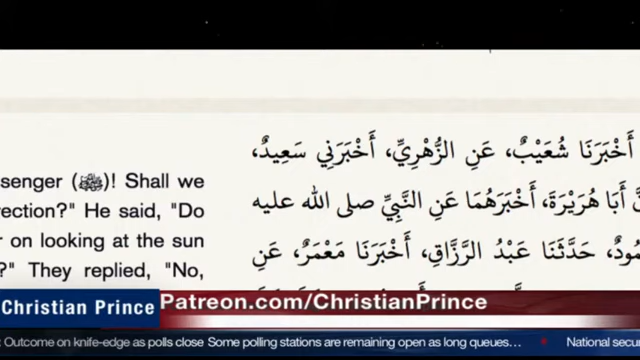 أَخْبَرَنَا شُعَيْبٌ، عَنِ الزُّهْرِيِّ، أَخْبَرَنِي سَعِيدٌ،
senger (ﷺ)! Shall we
أَبَا هُرَيْرَةَ، أَخْبَرَهُمَا عَنِ النَّبِيِّ صلى الله عليه
rection?" He said, "Do
on looking at the sun
حَدَّثَنَا عَبْدُ الرَّزَّاقِ، أَخْبَرَنَا مَعْمَرٌ، عَنِ
?" They replied, "No,
Christian Prince
Patreon.com/ChristianPrince
: Outcome on knife-edge as polls close Some polling stations are remaining open as long queues…
National secu